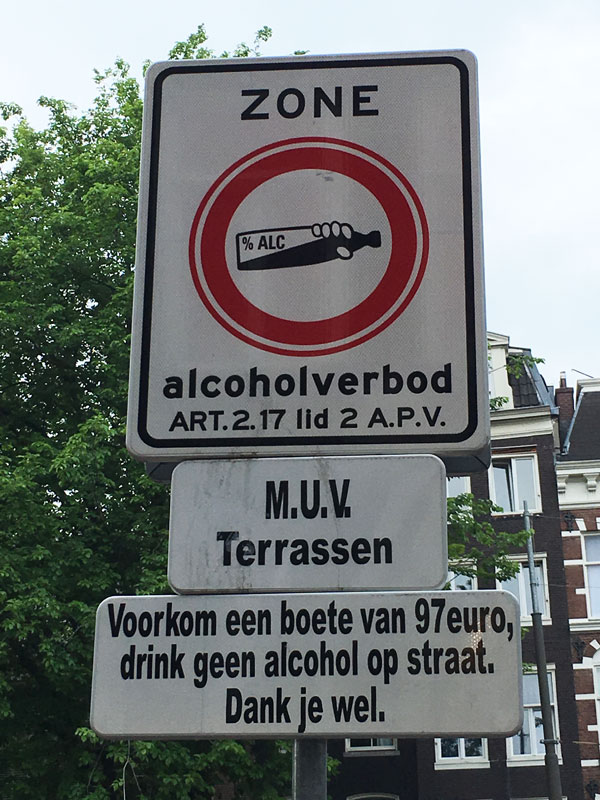 ZONE
% ALC
alcoholverbod
ART.2.17 lid 2 A.P.V.
M.U.V.
Terrassen
Voorkom een boete van 97euro,
drink geen alcohol op straat.
Dank je wel.